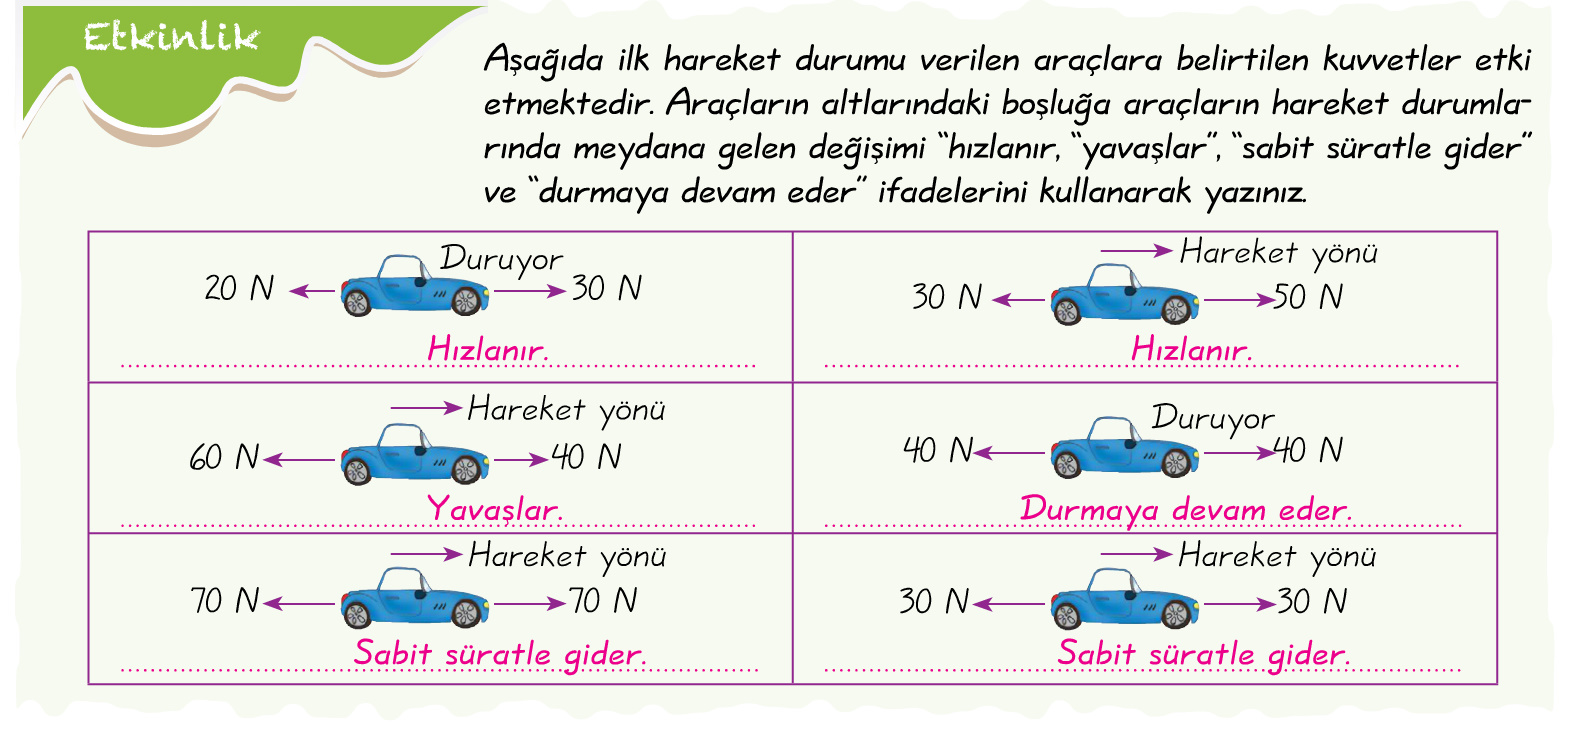 Etkinlik
Aşağıda ilk hareket durumu verilen araçlara belirtilen kuvvetler etki
etmektedir. Araçların altlarındaki boşluğa araçların hareket durumla-
rında meydana gelen değişimi “hızlanır, “yavaşlar”, “sabit süratle gider”
ve “durmaya devam eder” ifadelerini kullanarak yazınız.
Duruyor
20 N 30 N
Hızlanır.
Hareket yönü
30 N 50 N
Hızlanır.
Hareket yönü
60 N 40 N
Yavaşlar.
Duruyor
40 N 40 N
Durmaya devam eder.
Hareket yönü
70 N 70 N
Sabit süratle gider.
Hareket yönü
30 N 30 N
Sabit süratle gider.